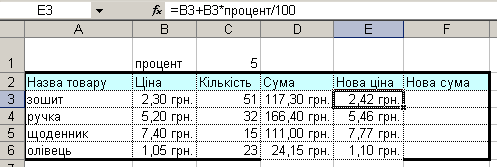 E3 fx =B3+B3*процент/100
A B C D E F
1 процент 5
2 Назва товару Ціна Кількість Сума Нова ціна Нова сума
3 зошит 2,30 грн. 51 117,30 грн. 2,42 грн.
4 ручка 5,20 грн. 32 166,40 грн. 5,46 грн.
5 щоденник 7,40 грн. 15 111,00 грн. 7,77 грн.
6 олівець 1,05 грн. 23 24,15 грн. 1,10 грн.